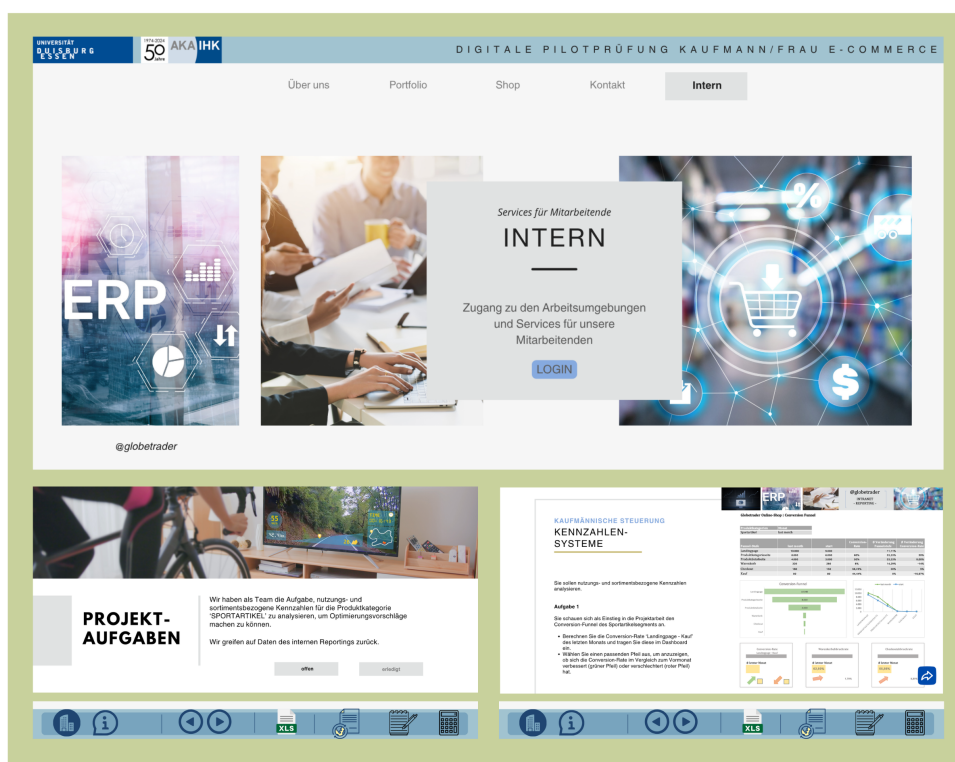 UNIVERSITÄT
DUISBURG
ESSEN
1974-2024
50
Jahre
AKA IHK
DIGITALE PILOTPRÜFUNG KAUFMANN/FRAU E-COMMERCE
Über uns Portfolio Shop Kontakt Intern
ERP
Services für Mitarbeitende
INTERN
Zugang zu den Arbeitsumgebungen
und Services für unsere
Mitarbeitenden
LOGIN
@globetrader
PROJEKT-
AUFGABEN
Wir haben als Team die Aufgabe, nutzungs- und
sortimentsbezogene Kennzahlen für die Produktkategorie
'SPORTARTIKEL' zu analysieren, um Optimierungsvorschläge
machen zu können.
Wir greifen auf Daten des internen Reportings zurück.
offen erledigt
XLS
KAUFMÄNNISCHE STEUERUNG
KENNZAHLEN-
SYSTEME
Sie sollen nutzungs- und sortimentsbezogene Kennzahlen
analysieren.
Aufgabe 1
Sie schauen sich als Einstieg in die Projektarbeit den
Conversion-Funnel des Sportartikelsegments an.
Berechnen Sie die Conversion-Rate 'Landingpage - Kauf'
des letzten Monats und tragen Sie diese im Dashboard
ein.
Wählen Sie einen passenden Pfeil aus, um anzuzeigen,
ob sich die Conversion-Rate im Vergleich zum Vormonat
verbessert (grüner Pfeil) oder verschlechtert (roter Pfeil)
hat.
ERP
@globetrader
INTRANET
- REPORTING -
Globetrader Online-Shop | Conversion Funnel
Conversion-Funnel
XLS